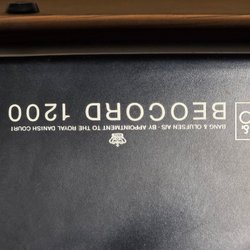 BANG & OLUFSEN A/S · BY APPOINTMENT TO THE ROYAL DANISH COURT
BEOCORD 1200